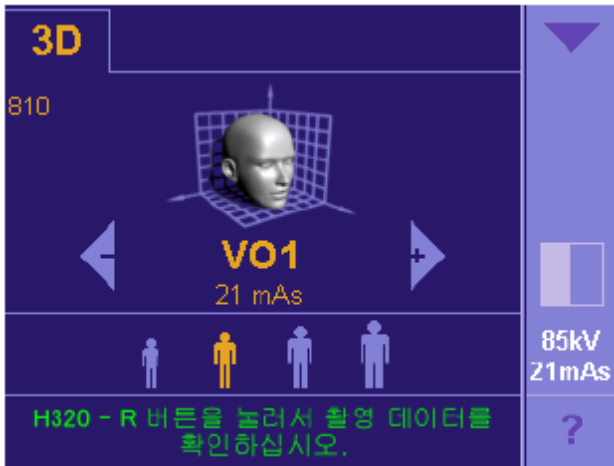 3D
810
VO1
21 mAs
85kV
21mAs
?
H320 - R 버튼을 눌러서 촬영 데이터를
확인하십시오.